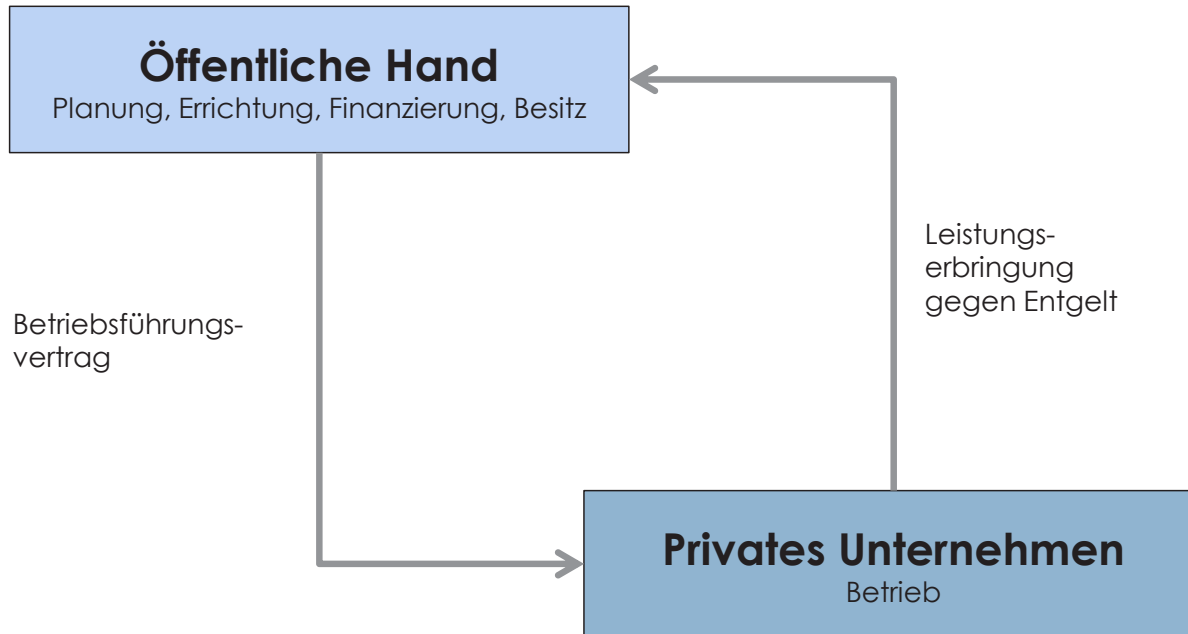 Öffentliche Hand
Planung, Errichtung, Finanzierung, Besitz
Leistungs-
erbringung
gegen Entgelt
Betriebsführungs-
vertrag
Privates Unternehmen
Betrieb